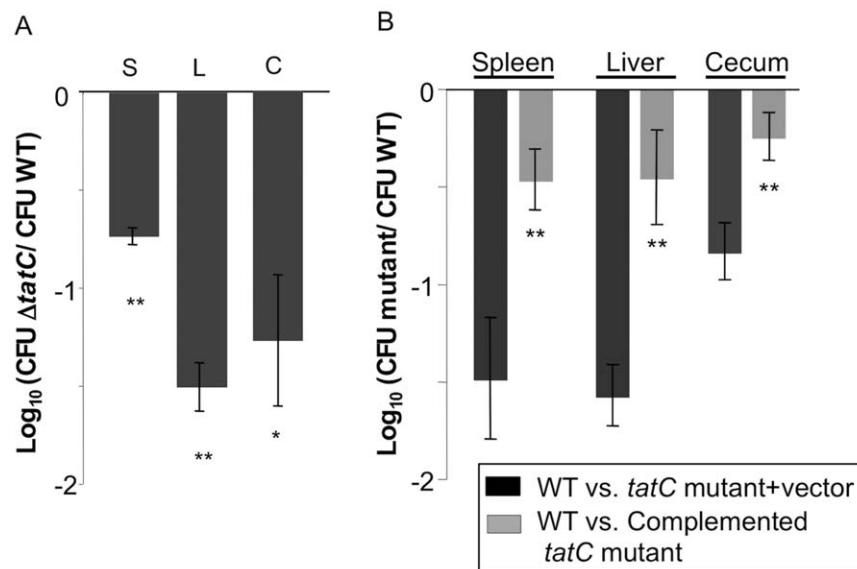 A
S L C
0
-1
-2
Log₁₀ (CFU ΔtatC/ CFU WT)
**
**
*
B
Spleen Liver Cecum
0
-1
-2
Log₁₀ (CFU mutant/ CFU WT)
**
**
**
WT vs. tatC mutant+vector
WT vs. Complemented
tatC mutant